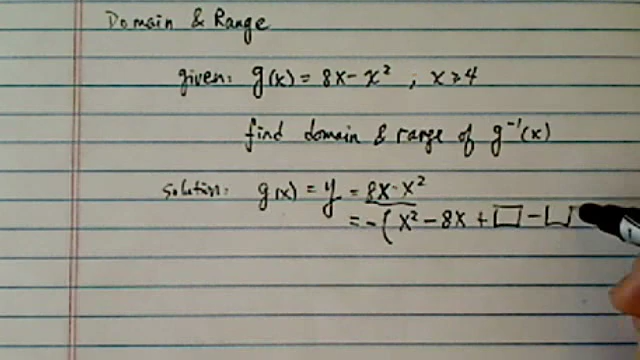 Domain & Range
given: g(x) = 8x - x² ; x ≥ 4
find domain & range of g⁻¹(x)
Solution: g(x) = y = 8x - x²
= - ( x² - 8x + □ - □